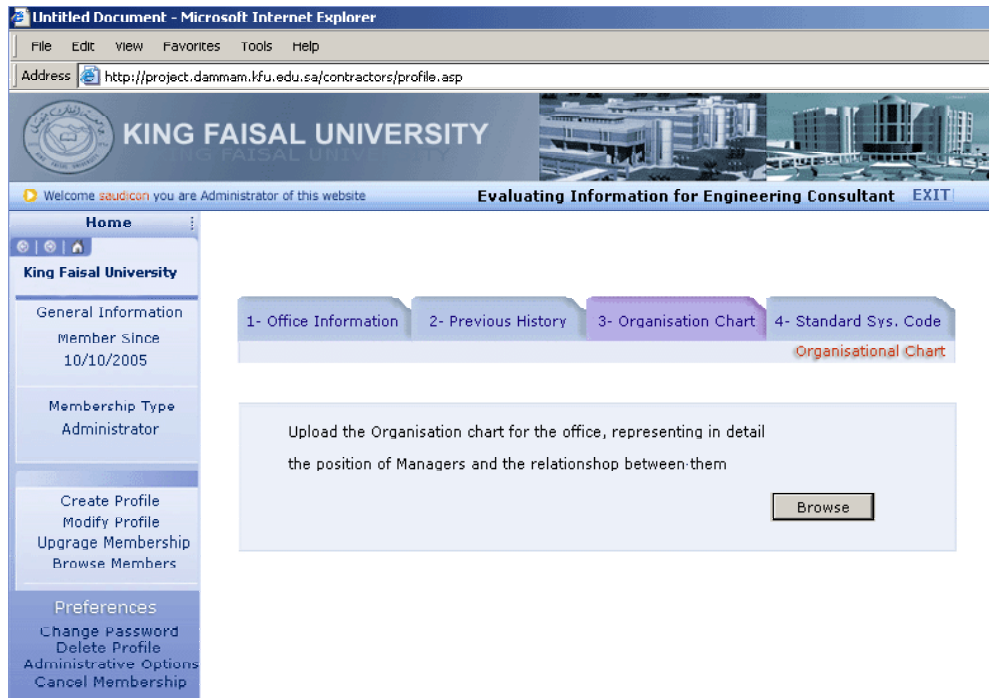 Untitled Document - Microsoft Internet Explorer
File Edit View Favorites Tools Help
Address http://project.dammam.kfu.edu.sa/contractors/profile.asp
KING FAISAL UNIVERSITY
Welcome saudicon you are Administrator of this website
Evaluating Information for Engineering Consultant EXIT
Home
King Faisal University
General Information
Member Since
10/10/2005
Membership Type
Administrator
Create Profile
Modify Profile
Upgrage Membership
Browse Members
Preferences
Change Password
Delete Profile
Administrative Options
Cancel Membership
1- Office Information 2- Previous History 3- Organisation Chart 4- Standard Sys. Code
Organisational Chart
Upload the Organisation chart for the office, representing in detail
the position of Managers and the relationshop between them
Browse